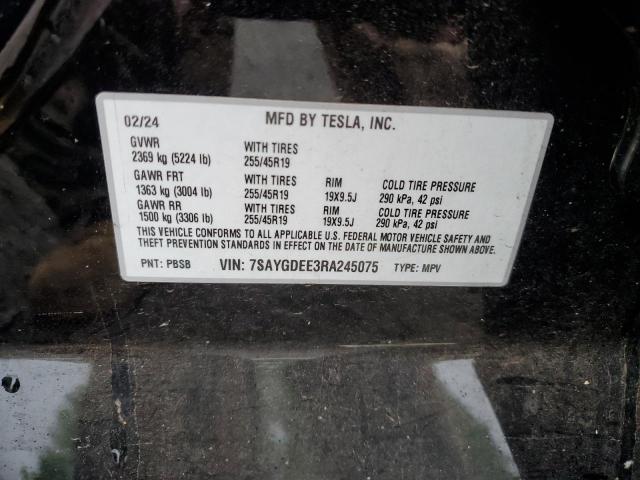 02/24 MFD BY TESLA, INC.
GVWR WITH TIRES
2369 kg (5224 lb) 255/45R19
GAWR FRT WITH TIRES RIM COLD TIRE PRESSURE
1363 kg (3004 lb) 255/45R19 19X9.5J 290 kPa, 42 psi
GAWR RR WITH TIRES RIM COLD TIRE PRESSURE
1500 kg (3306 lb) 255/45R19 19X9.5J 290 kPa, 42 psi
THIS VEHICLE CONFORMS TO ALL APPLICABLE U.S. FEDERAL MOTOR VEHICLE SAFETY AND
THEFT PREVENTION STANDARDS IN EFFECT ON THE DATE OF MANUFACTURE SHOWN ABOVE.
PNT: PBSB VIN: 7SAYGDEE3RA245075 TYPE: MPV